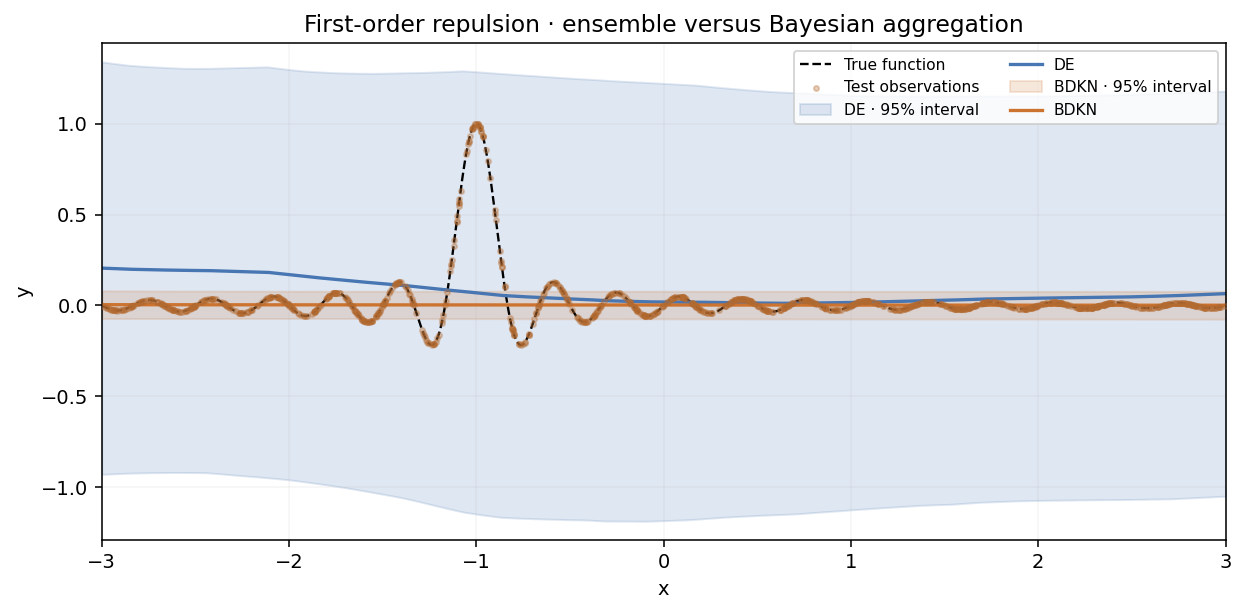 First-order repulsion · ensemble versus Bayesian aggregation
True function
Test observations
DE · 95% interval
DE
BDKN · 95% interval
BDKN
y
1.0
0.5
0.0
−0.5
−1.0
−3
−2
−1
0
1
2
3
x